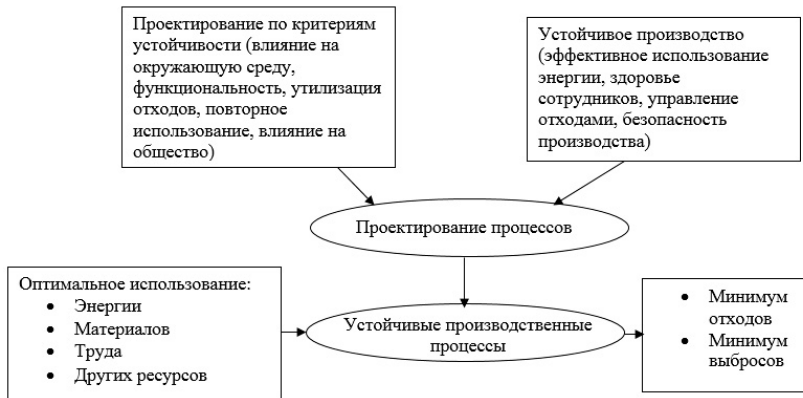 Проектирование по критериям
устойчивости (влияние на
окружающую среду,
функциональность, утилизация
отходов, повторное
использование, влияние на
общество)
Устойчивое производство
(эффективное использование
энергии, здоровье
сотрудников, управление
отходами, безопасность
производства)
Проектирование процессов
Оптимальное использование:
• Энергии
• Материалов
• Труда
• Других ресурсов
Устойчивые производственные
процессы
• Минимум
отходов
• Минимум
выбросов